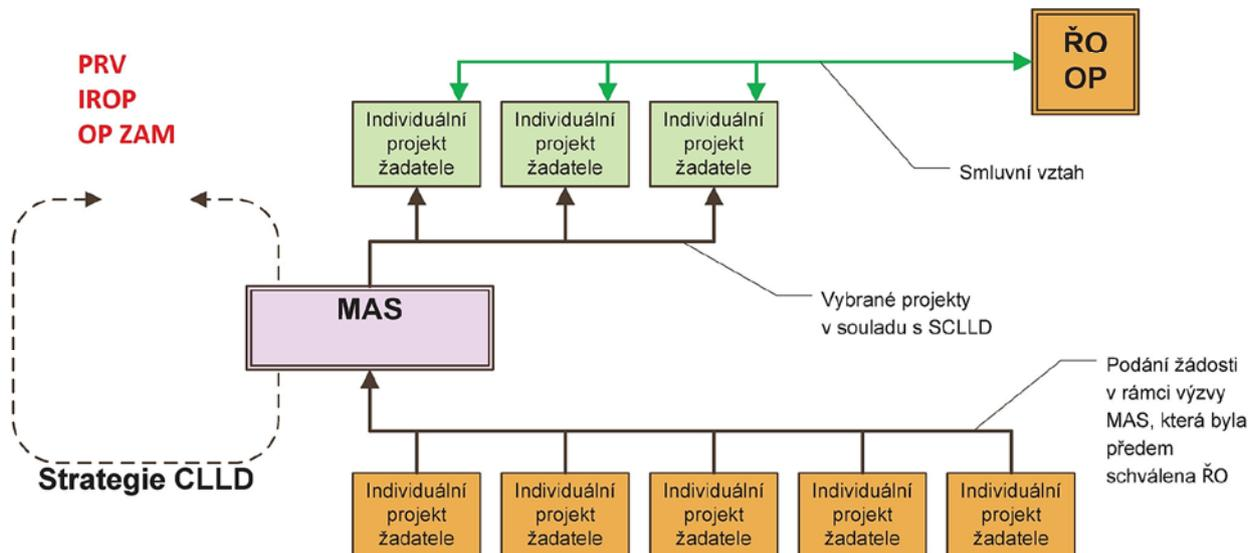 PRV
IROP
OP ZAM
ŘO
OP
Individuální
projekt
žadatele
Individuální
projekt
žadatele
Individuální
projekt
žadatele
Smluvní vztah
MAS
Vybrané projekty
v souladu s SCLLD
Podání žádosti
v rámci výzvy
MAS, která byla
předem
schválena ŘO
Strategie CLLD
Individuální
projekt
žadatele
Individuální
projekt
žadatele
Individuální
projekt
žadatele
Individuální
projekt
žadatele
Individuální
projekt
žadatele